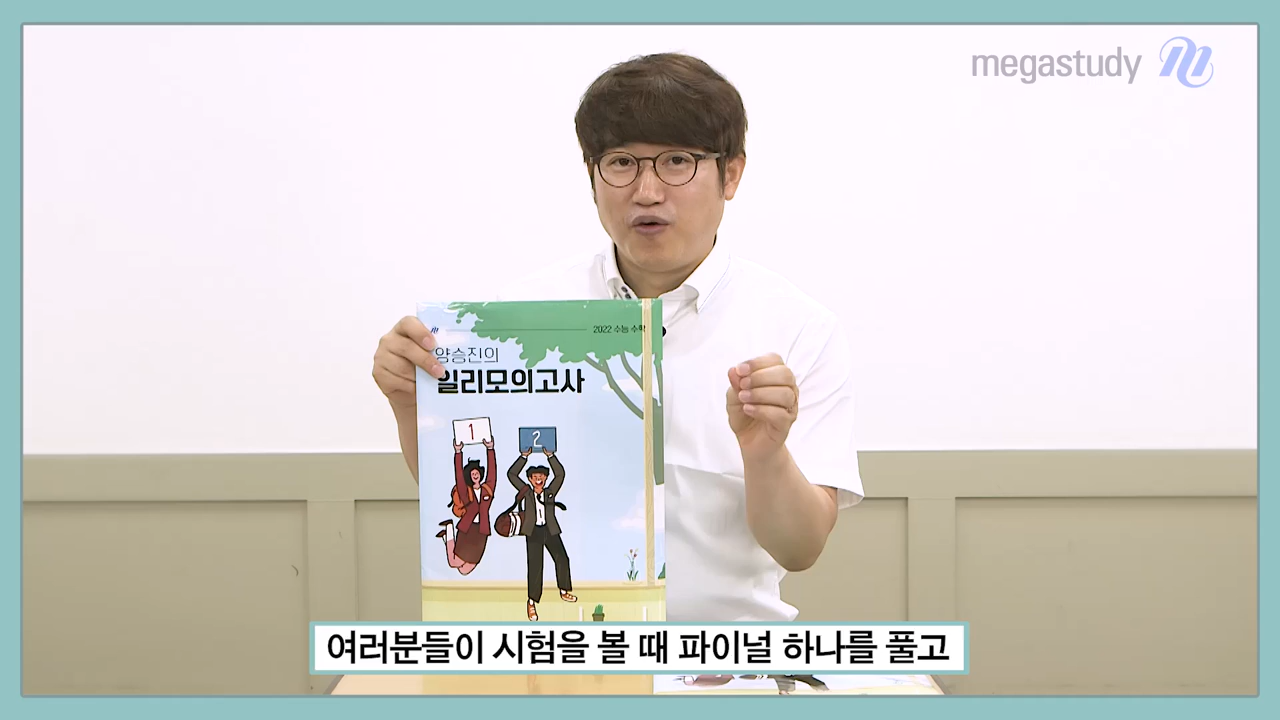 megastudy
2022 수능 수학
양승진의
일리모의고사
1
2
여러분들이 시험을 볼 때 파이널 하나를 풀고